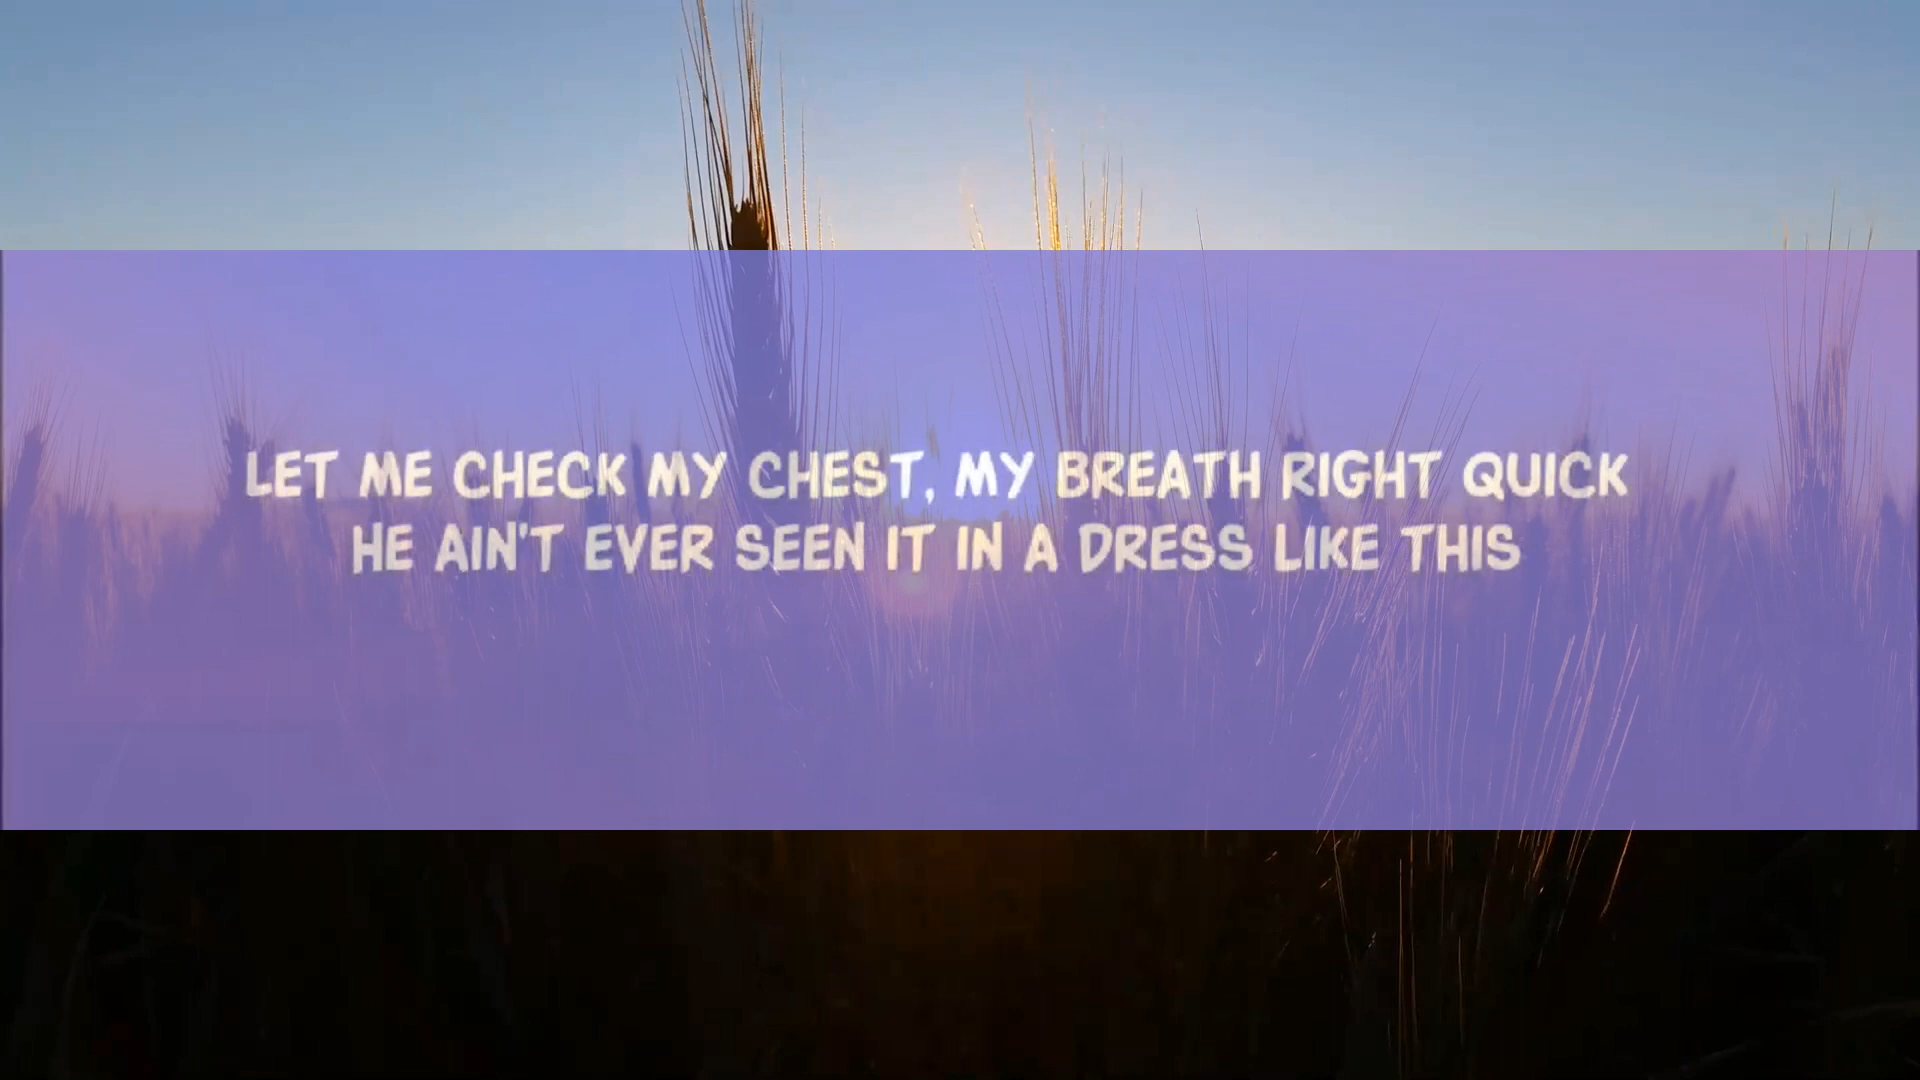 LET ME CHECK MY CHEST, MY BREATH RIGHT QUICK
HE AIN'T EVER SEEN IT IN A DRESS LIKE THIS